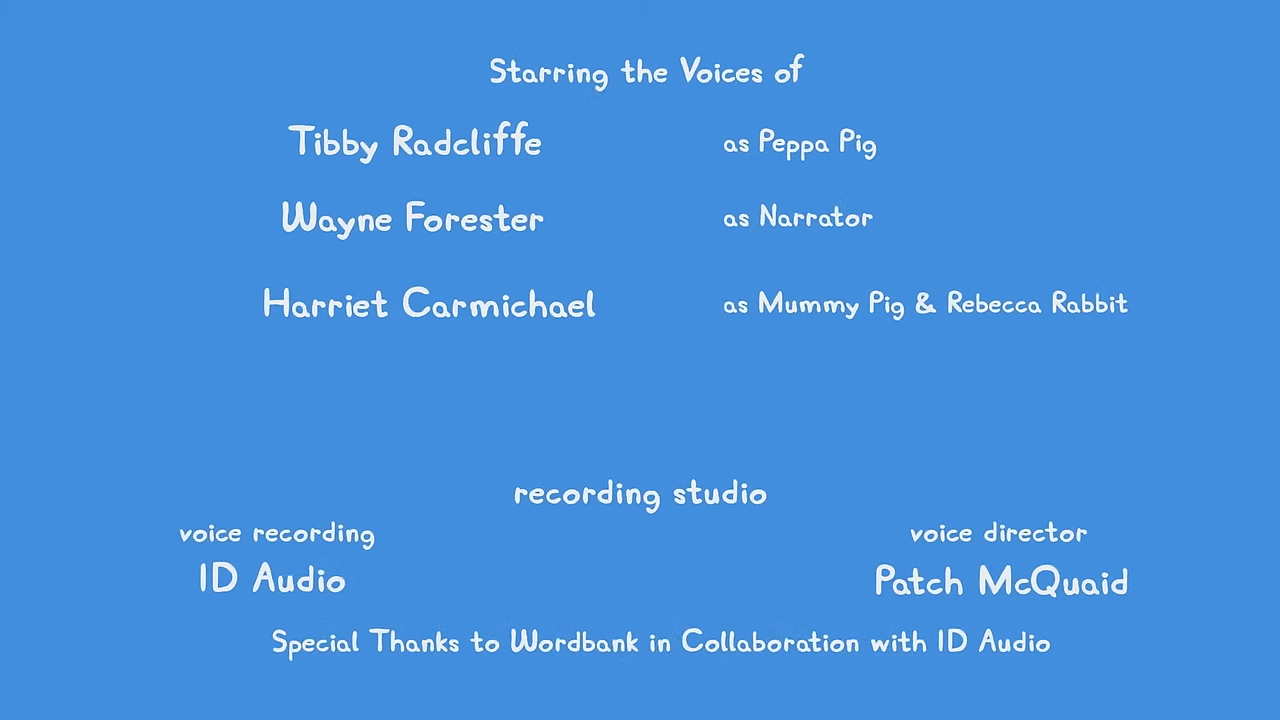 Starring the Voices of
Tibby Radcliffe as Peppa Pig
Wayne Forester as Narrator
Harriet Carmichael as Mummy Pig & Rebecca Rabbit
recording studio
voice recording voice director
ID Audio Patch McQuaid
Special Thanks to Wordbank in Collaboration with ID Audio